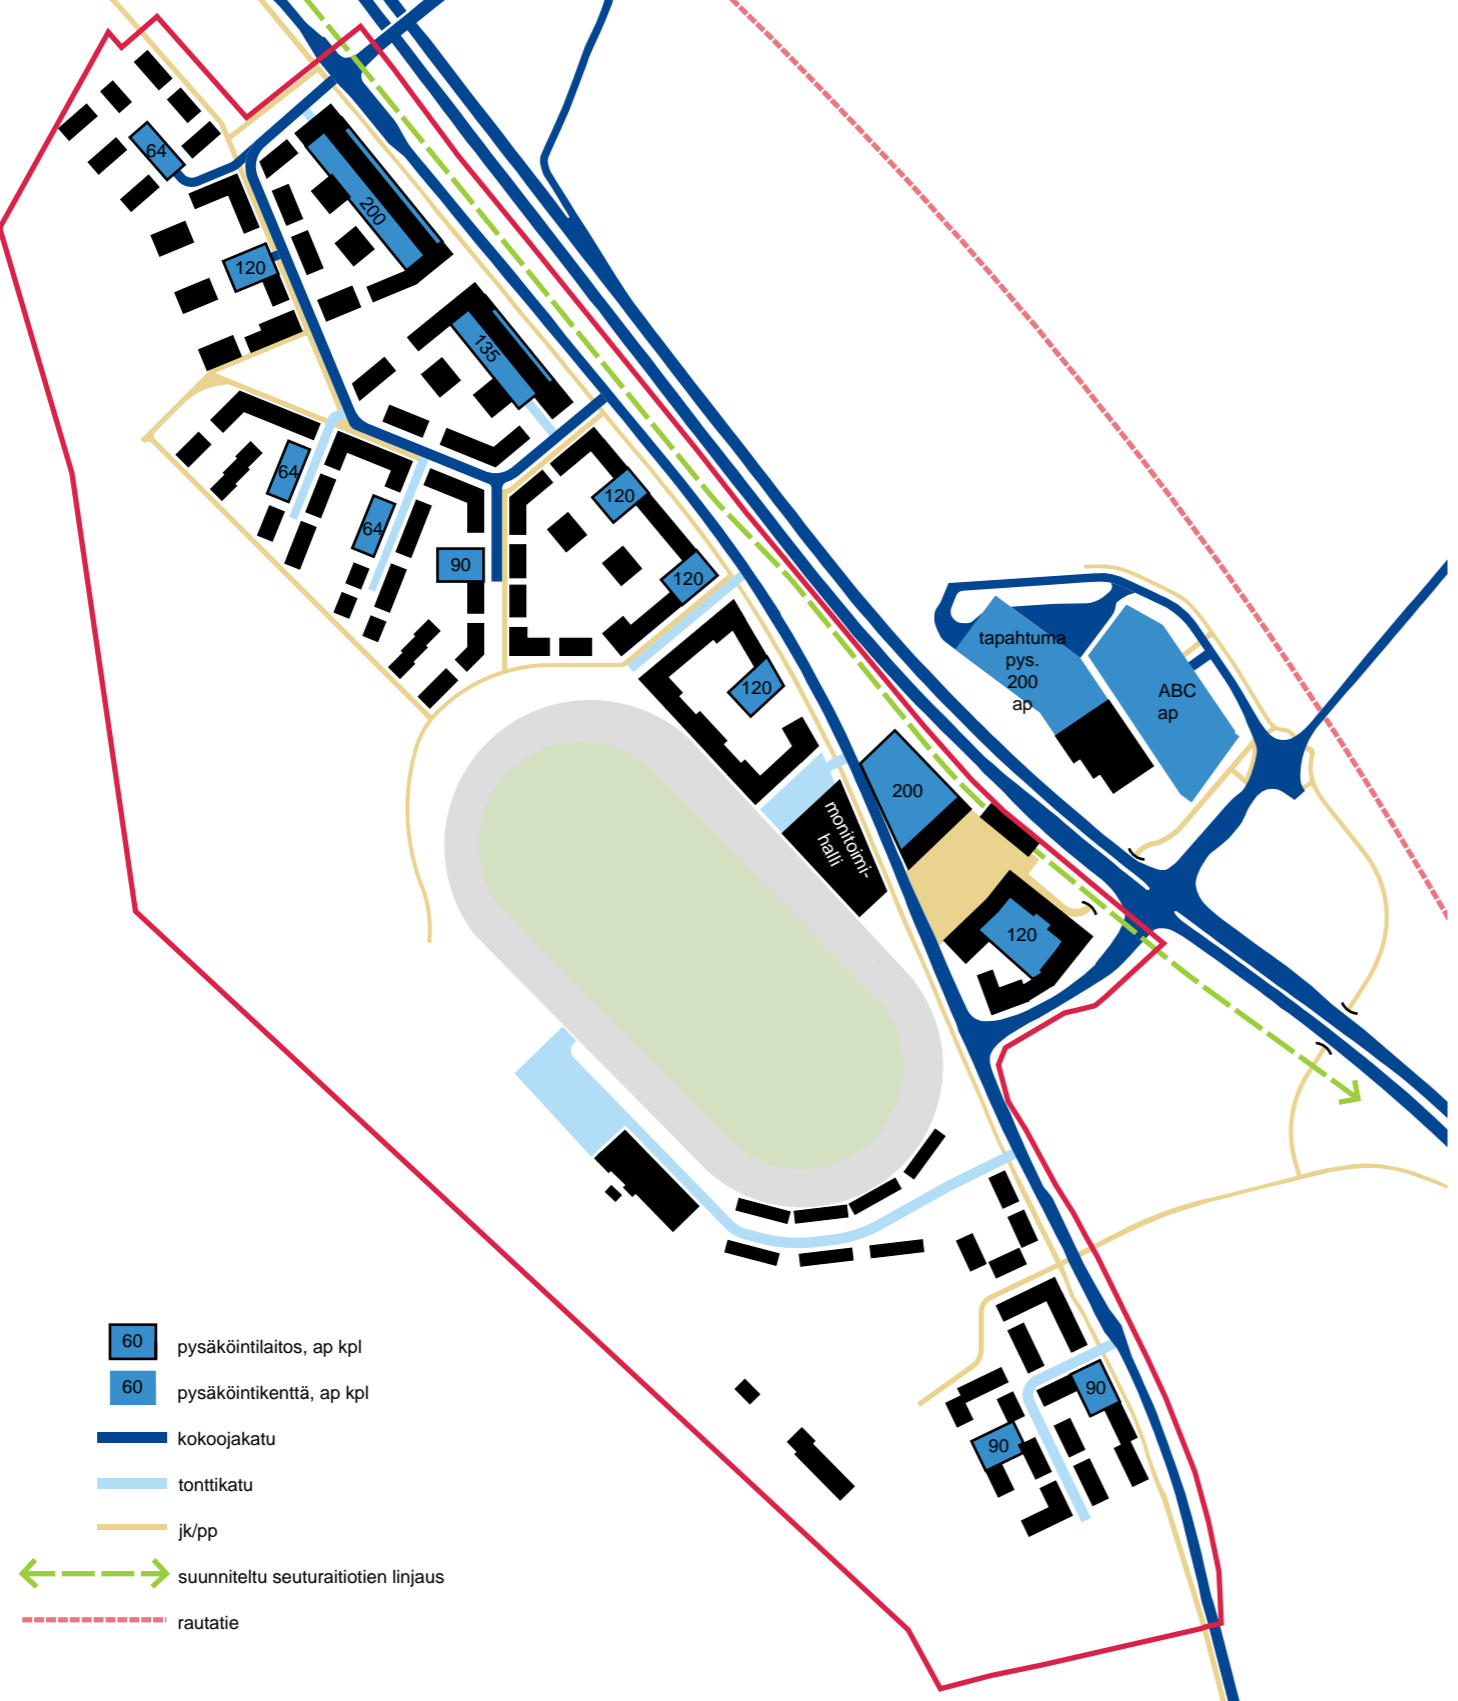 64
200
120
135
64
64
90
120
120
120
tapahtuma
pys.
200
ap
ABC
ap
200
monitoimi-
halli
120
90
90
60
pysäköintilaitos, ap kpl
60
pysäköintikenttä, ap kpl
kokoojakatu
tonttikatu
jk/pp
suunniteltu seuturaitiotien linjaus
rautatie